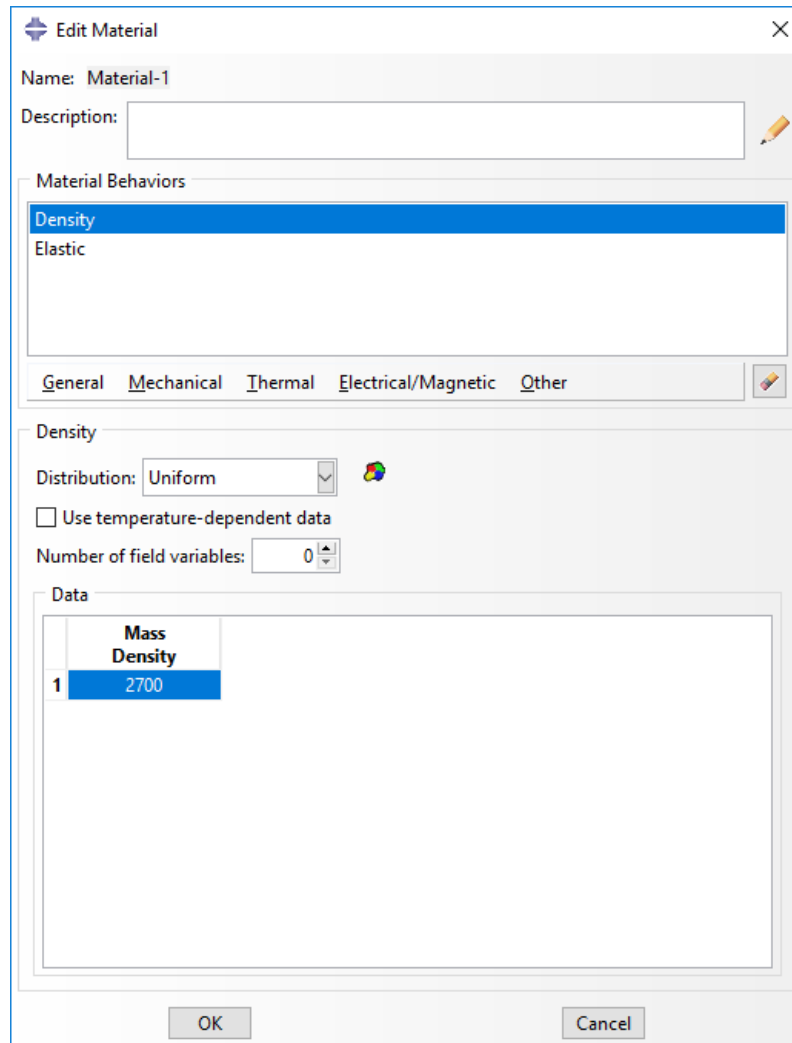 Edit Material
Name: Material-1
Description:
Material Behaviors
Density
Elastic
General Mechanical Thermal Electrical/Magnetic Other
Density
Distribution: Uniform
Use temperature-dependent data
Number of field variables: 0
Data
Mass
Density
1 2700
OK Cancel